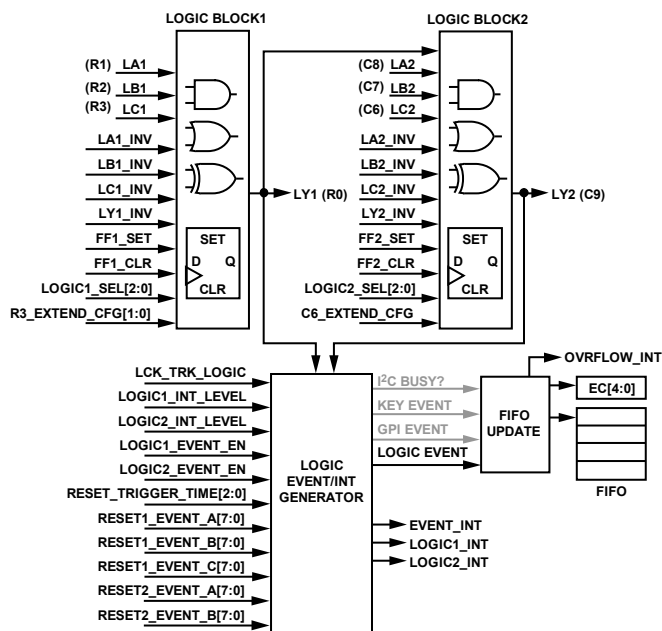 LOGIC BLOCK1
(R1) LA1
(R2) LB1
(R3) LC1
LA1_INV
LB1_INV
LC1_INV
LY1_INV
FF1_SET
FF1_CLR
LOGIC1_SEL[2:0]
R3_EXTEND_CFG[1:0]
SET
D Q
CLR
LY1 (R0)
LOGIC BLOCK2
(C8) LA2
(C7) LB2
(C6) LC2
LA2_INV
LB2_INV
LC2_INV
LY2_INV
FF2_SET
FF2_CLR
LOGIC2_SEL[2:0]
C6_EXTEND_CFG
SET
D Q
CLR
LY2 (C9)
LCK_TRK_LOGIC
LOGIC1_INT_LEVEL
LOGIC2_INT_LEVEL
LOGIC1_EVENT_EN
LOGIC2_EVENT_EN
RESET_TRIGGER_TIME[2:0]
RESET1_EVENT_A[7:0]
RESET1_EVENT_B[7:0]
RESET1_EVENT_C[7:0]
RESET2_EVENT_A[7:0]
RESET2_EVENT_B[7:0]
LOGIC
EVENT/INT
GENERATOR
I²C BUSY?
KEY EVENT
GPI EVENT
LOGIC EVENT
EVENT_INT
LOGIC1_INT
LOGIC2_INT
FIFO
UPDATE
OVRFLOW_INT
EC[4:0]
FIFO